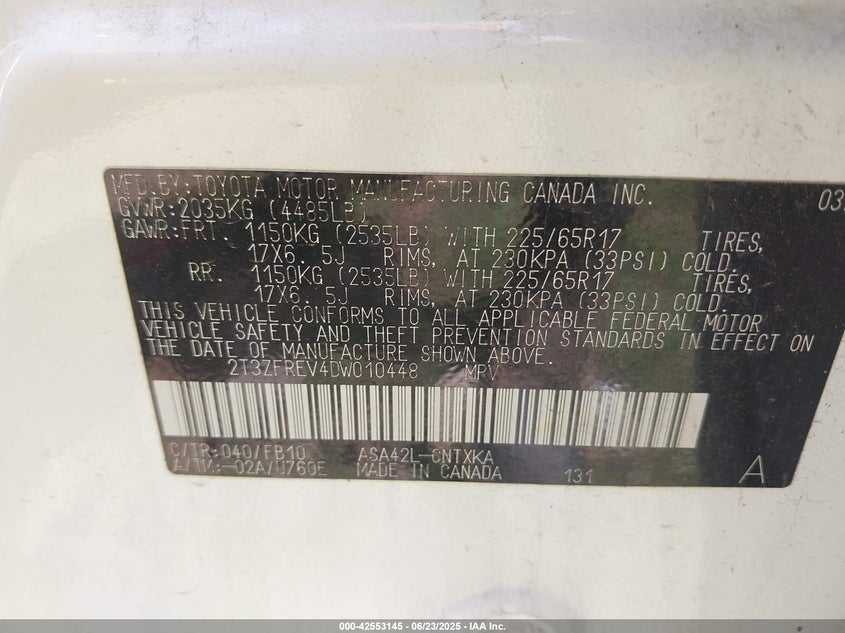 MFD.BY:TOYOTA MOTOR MANUFACTURING CANADA INC. 03
GVWR:2035KG (4485LB)
GAWR:FRT. 1150KG (2535LB) WITH 225/65R17 TIRES,
17X6. 5J RIMS, AT 230KPA (33PSI) COLD.
RR. 1150KG (2535LB) WITH 225/65R17 TIRES,
17X6. 5J RIMS, AT 230KPA (33PSI) COLD.
THIS VEHICLE CONFORMS TO ALL APPLICABLE FEDERAL MOTOR
VEHICLE SAFETY AND THEFT PREVENTION STANDARDS IN EFFECT ON
THE DATE OF MANUFACTURE SHOWN ABOVE.
2T3ZFREV4DW010448 MPV
C/TR:040/FB10 ASA42L-CNTXKA
A/TM:-02A/U760E MADE IN CANADA 131 A
000-42553145 - 06/23/2025 - IAA Inc.